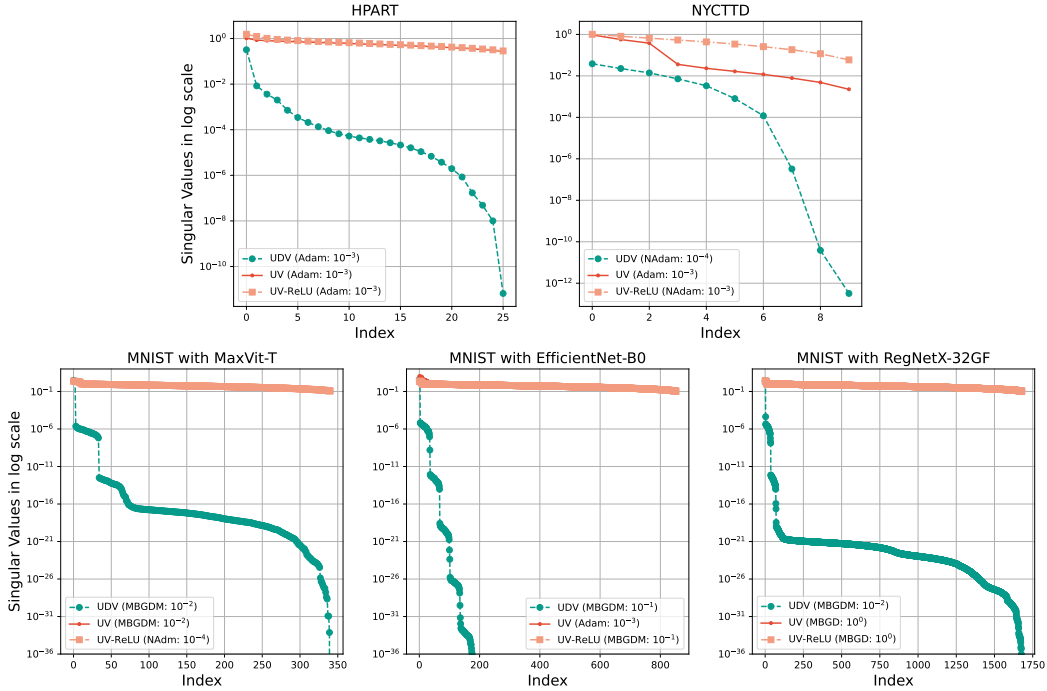 HPART
Singular Values in log scale
10^0
10^-2
10^-4
10^-6
10^-8
10^-10
UDV (Adam: 10^-3)
UV (Adam: 10^-3)
UV-ReLU (Adam: 10^-3)
0 5 10 15 20 25
Index
NYCTTD
10^0
10^-2
10^-4
10^-6
10^-8
10^-10
10^-12
UDV (NAdam: 10^-4)
UV (Adam: 10^-3)
UV-ReLU (NAdam: 10^-3)
0 2 4 6 8
Index
MNIST with MaxVit-T
Singular Values in log scale
10^-1
10^-6
10^-11
10^-16
10^-21
10^-26
10^-31
10^-36
UDV (MBGDM: 10^-2)
UV (MBGDM: 10^-2)
UV-ReLU (NAdm: 10^-4)
0 50 100 150 200 250 300 350
Index
MNIST with EfficientNet-B0
10^-1
10^-6
10^-11
10^-16
10^-21
10^-26
10^-31
10^-36
UDV (MBGDM: 10^-1)
UV (Adam: 10^-3)
UV-ReLU (MBGDM: 10^-1)
0 200 400 600 800
Index
MNIST with RegNetX-32GF
10^-1
10^-6
10^-11
10^-16
10^-21
10^-26
10^-31
10^-36
UDV (MBGDM: 10^-2)
UV (MBGD: 10^0)
UV-ReLU (MBGD: 10^0)
0 250 500 750 1000 1250 1500 1750
Index